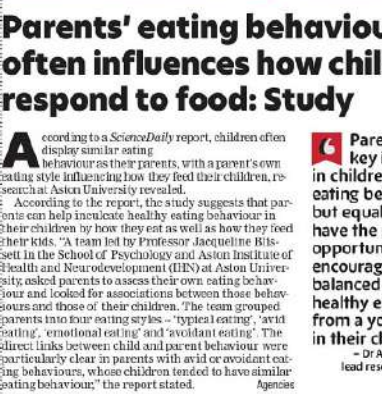 Parents' eating behaviou
often influences how chil
respond to food: Study
According to a ScienceDaily report, children often
display similar eating
behaviour as their parents, with a parent's own
eating style influencing how they feed their children, re-
search at Aston University revealed.
According to the report, the study suggests that par-
ents can help inculcate healthy eating behaviour in
their children by how they eat as well as how they feed
their kids. "A team led by Professor Jacqueline Blis-
sett in the School of Psychology and Aston Institute of
Health and Neurodevelopment (IHN) at Aston Univer-
sity, asked parents to assess their own eating behav-
iour and looked for associations between those behav-
iours and those of their children. The team grouped
parents into four eating styles – 'typical eating', 'avid
eating', 'emotional eating' and 'avoidant eating'. The
direct links between child and parent behaviour were
particularly clear in parents with avid or avoidant eat-
ing behaviours, whose children tended to have similar
eating behaviour," the report stated. Agencies
Pare
key i
in childre
eating be
but equal
have the
opportun
encourag
balanced
healthy e
from a yo
in their ch
– Dr A
lead rese